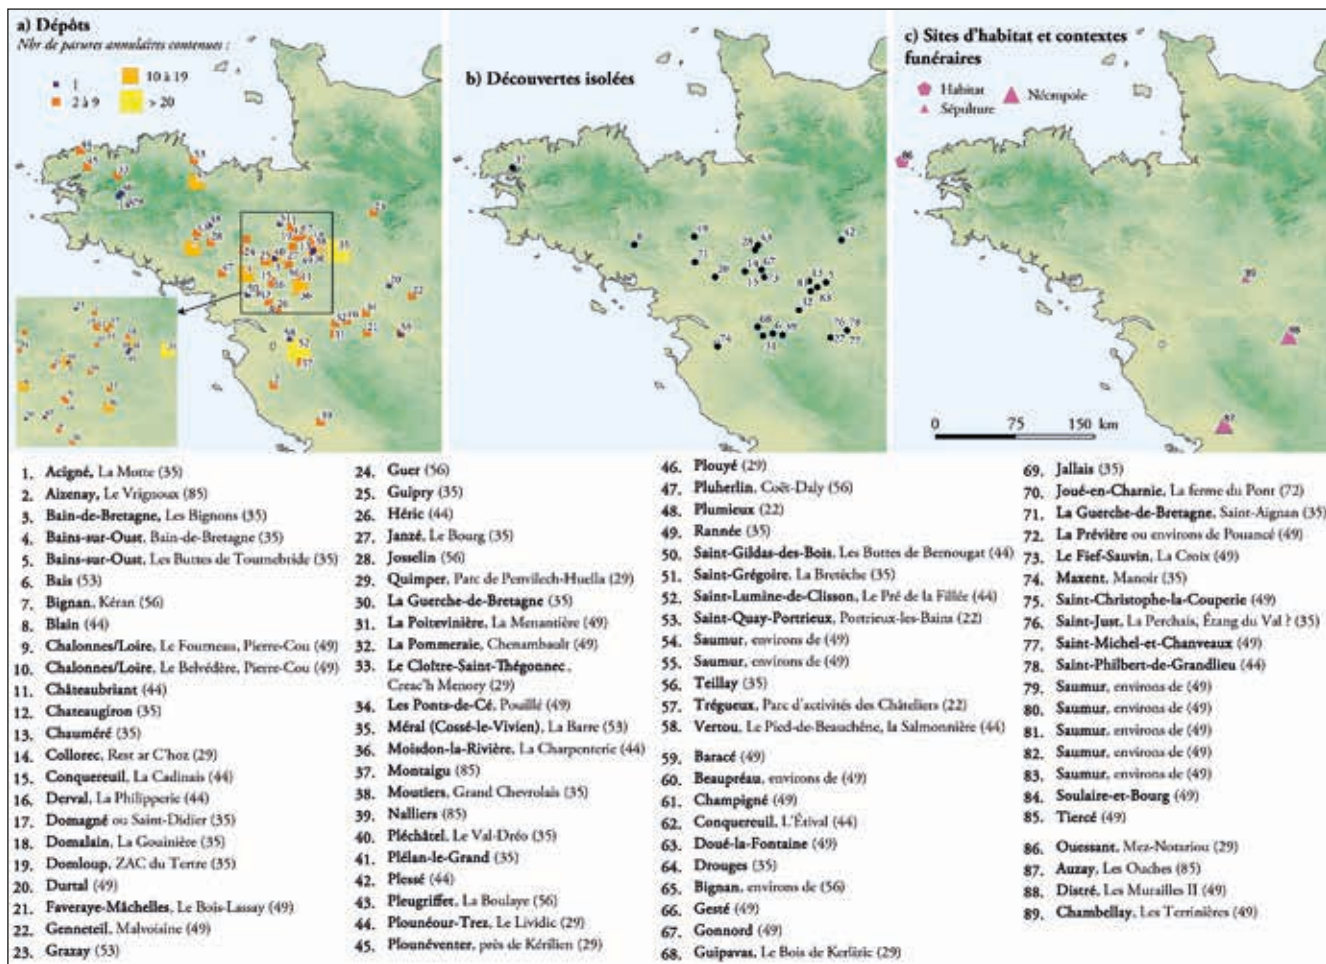 a) Dépôts
Nbr de parures annulaires contenues :
1
2 à 9
10 à 19
> 20
b) Découvertes isolées
c) Sites d'habitat et contextes
funéraires
Habitat
Sépulture
Nécropole
0 75 150 km
1. Acigné, La Motte (35)
2. Aizenay, Le Vrignoux (85)
3. Bain-de-Bretagne, Les Bignons (35)
4. Bains-sur-Oust, Bain-de-Bretagne (35)
5. Bains-sur-Oust, Les Buttes de Tournebride (35)
6. Bais (53)
7. Bignan, Kéran (56)
8. Blain (44)
9. Chalonnes/Loire, Le Fourneau, Pierre-Cou (49)
10. Chalonnes/Loire, Le Belvédère, Pierre-Cou (49)
11. Châteaubriant (44)
12. Chateaugiron (35)
13. Chauméré (35)
14. Collorec, Rest ar C'hoz (29)
15. Conquereuil, La Cadinais (44)
16. Derval, La Philipperie (44)
17. Domagné ou Saint-Didier (35)
18. Domalain, La Gouinière (35)
19. Domloup, ZAC du Tertre (35)
20. Durtal (49)
21. Faveraye-Mâchelles, Le Bois-Lassay (49)
22. Genneteil, Malvoisine (49)
23. Grazay (53)
24. Guer (56)
25. Guipry (35)
26. Héric (44)
27. Janzé, Le Bourg (35)
28. Josselin (56)
29. Quimper, Parc de Penvilech-Huella (29)
30. La Guerche-de-Bretagne (35)
31. La Poitevinière, La Menantière (49)
32. La Pommeraie, Chenambault (49)
33. Le Cloître-Saint-Thégonnec,
Creac'h Menory (29)
34. Les Ponts-de-Cé, Pouillé (49)
35. Méral (Cossé-le-Vivien), La Barre (53)
36. Moisdon-la-Rivière, La Charpenterie (44)
37. Montaigu (85)
38. Moutiers, Grand Chevrolais (35)
39. Nalliers (85)
40. Pléchâtel, Le Val-Dréo (35)
41. Plélan-le-Grand (35)
42. Plessé (44)
43. Pleugriffet, La Boulaye (56)
44. Plounéour-Trez, Le Lividic (29)
45. Plounéventer, près de Kérilien (29)
46. Plouyé (29)
47. Pluherlin, Coët-Daly (56)
48. Plumieux (22)
49. Rannée (35)
50. Saint-Gildas-des-Bois, Les Buttes de Bernougat (44)
51. Saint-Grégoire, La Bretèche (35)
52. Saint-Lumine-de-Clisson, Le Pré de la Fillée (44)
53. Saint-Quay-Portrieux, Portrieux-les-Bains (22)
54. Saumur, environs de (49)
55. Saumur, environs de (49)
56. Teillay (35)
57. Trégueux, Parc d'activités des Châteliers (22)
58. Vertou, Le Pied-de-Beauchêne, la Salmonnière (44)
59. Baracé (49)
60. Beaupréau, environs de (49)
61. Champigné (49)
62. Conquereuil, L'Étival (44)
63. Doué-la-Fontaine (49)
64. Drouges (35)
65. Bignan, environs de (56)
66. Gesté (49)
67. Gonnord (49)
68. Guipavas, Le Bois de Kerlizic (29)
69. Jallais (35)
70. Joué-en-Charnie, La ferme du Pont (72)
71. La Guerche-de-Bretagne, Saint-Aignan (35)
72. La Prévière ou environs de Pouancé (49)
73. Le Fief-Sauvin, La Croix (49)
74. Maxent, Manoir (35)
75. Saint-Christophe-la-Couperie (49)
76. Saint-Just, La Perchais, Étang du Val ? (35)
77. Saint-Michel-et-Chanveaux (49)
78. Saint-Philbert-de-Grandlieu (44)
79. Saumur, environs de (49)
80. Saumur, environs de (49)
81. Saumur, environs de (49)
82. Saumur, environs de (49)
83. Saumur, environs de (49)
84. Soulaire-et-Bourg (49)
85. Tiercé (49)
86. Ouessant, Mez-Notariou (29)
87. Auzay, Les Ouches (85)
88. Distré, Les Murailles II (49)
89. Chambellay, Les Terrinières (49)